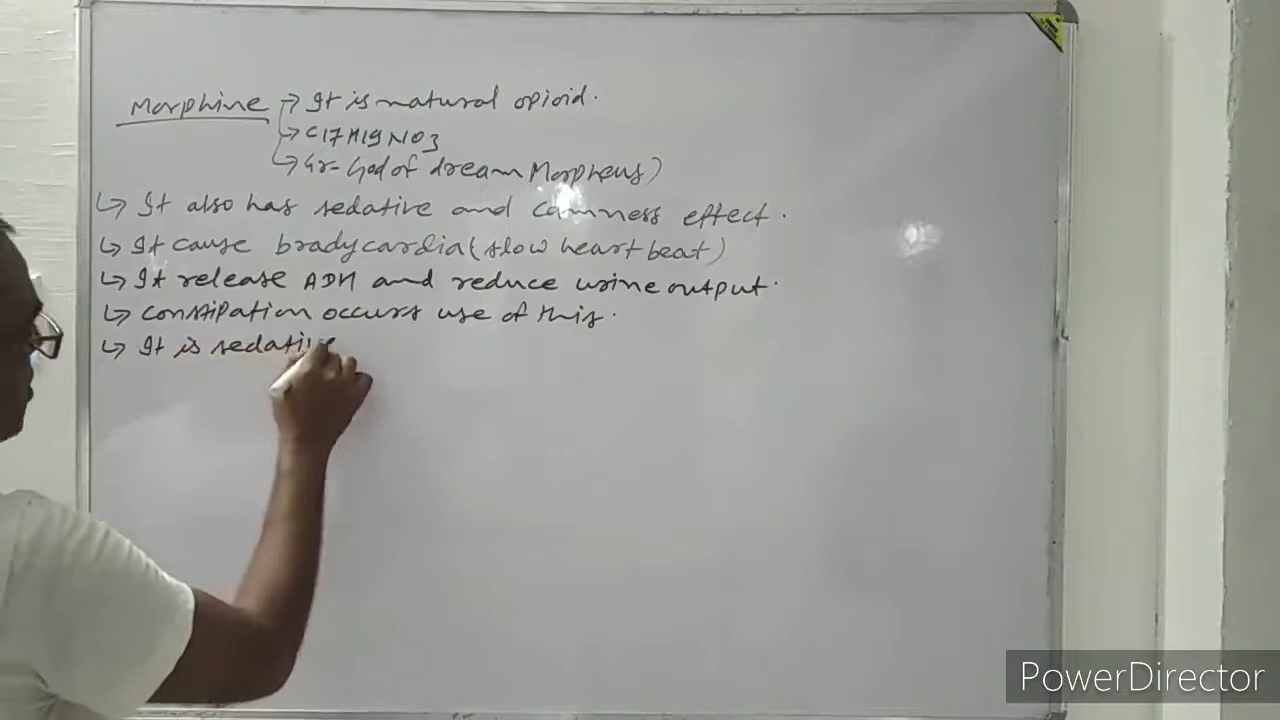 Morphine → It is natural opioid.
↳ C17H19NO3
↳ Gr- God of dream Morpheus)
↳ It also has sedative and camness effect.
↳ It cause bradycardia (slow heart beat)
↳ It release ADH and reduce urine output.
↳ constipation occurs use of this.
↳ It is sedative
PowerDirector